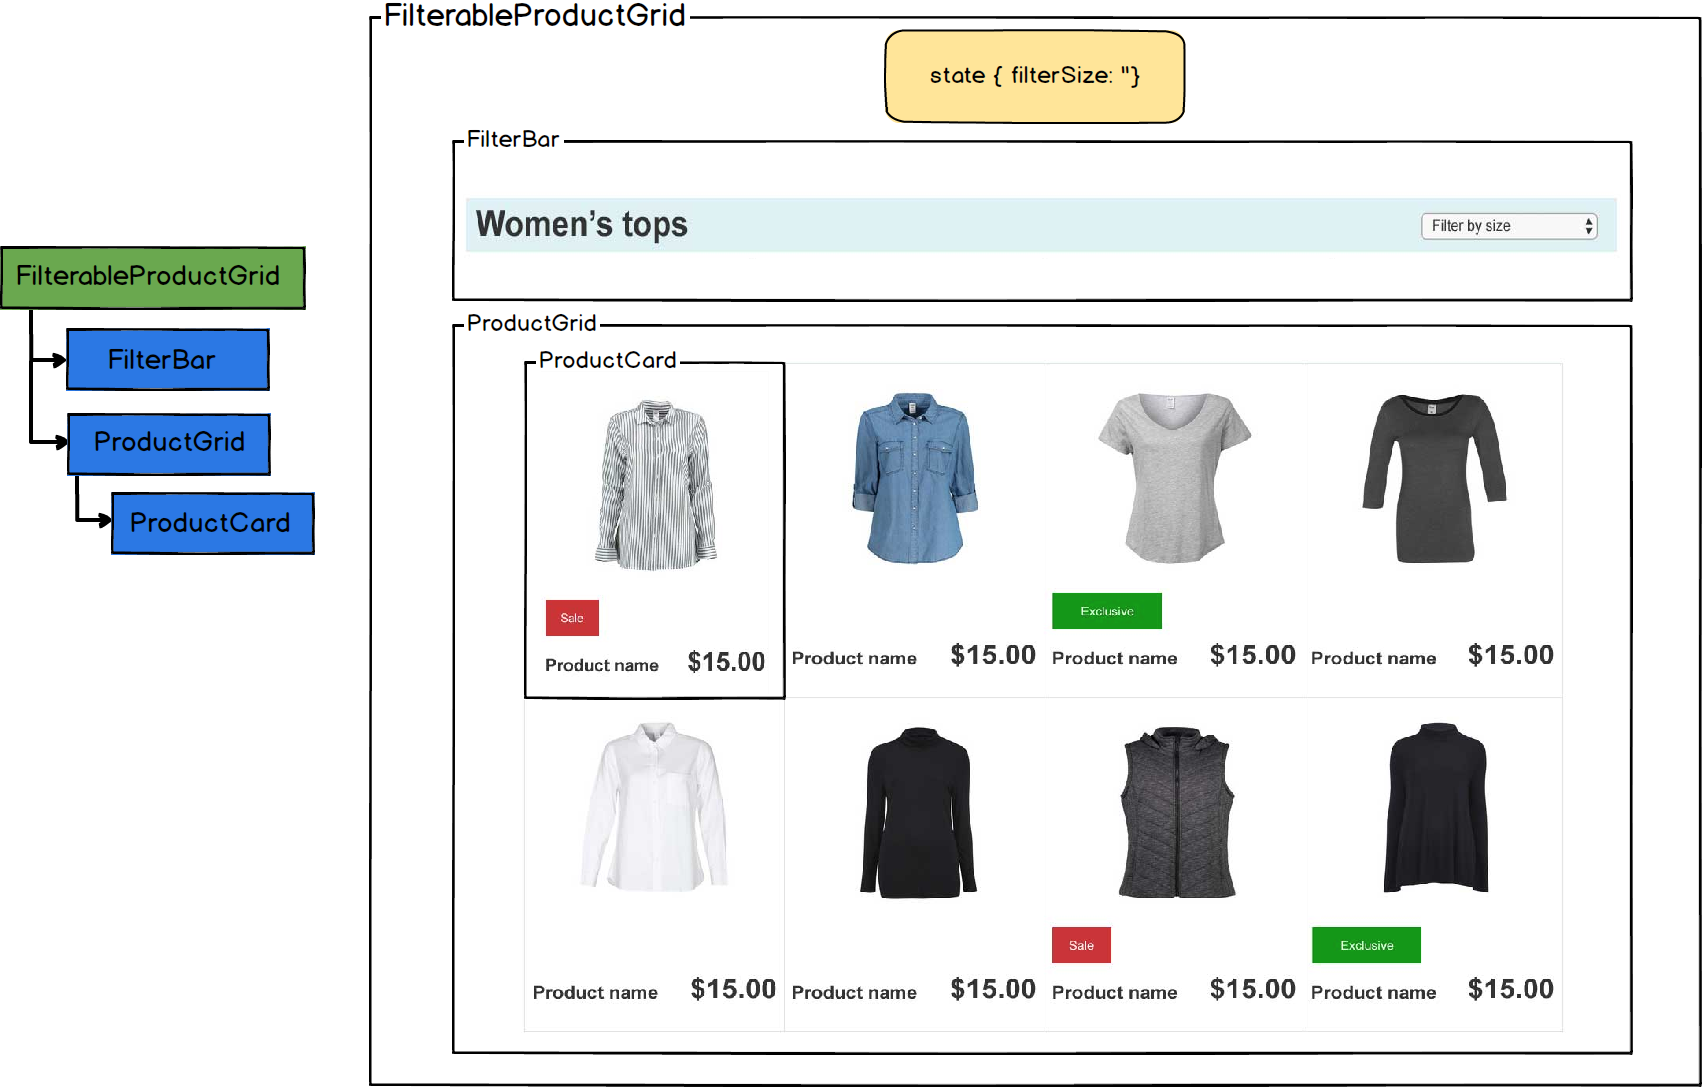 FilterableProductGrid
FilterBar
ProductGrid
ProductCard
FilterableProductGrid
state { filterSize: "}
FilterBar
Women’s tops
Filter by size
ProductGrid
ProductCard
Sale
Exclusive
Product name $15.00 Product name $15.00 Product name $15.00 Product name $15.00
Sale
Exclusive
Product name $15.00 Product name $15.00 Product name $15.00 Product name $15.00